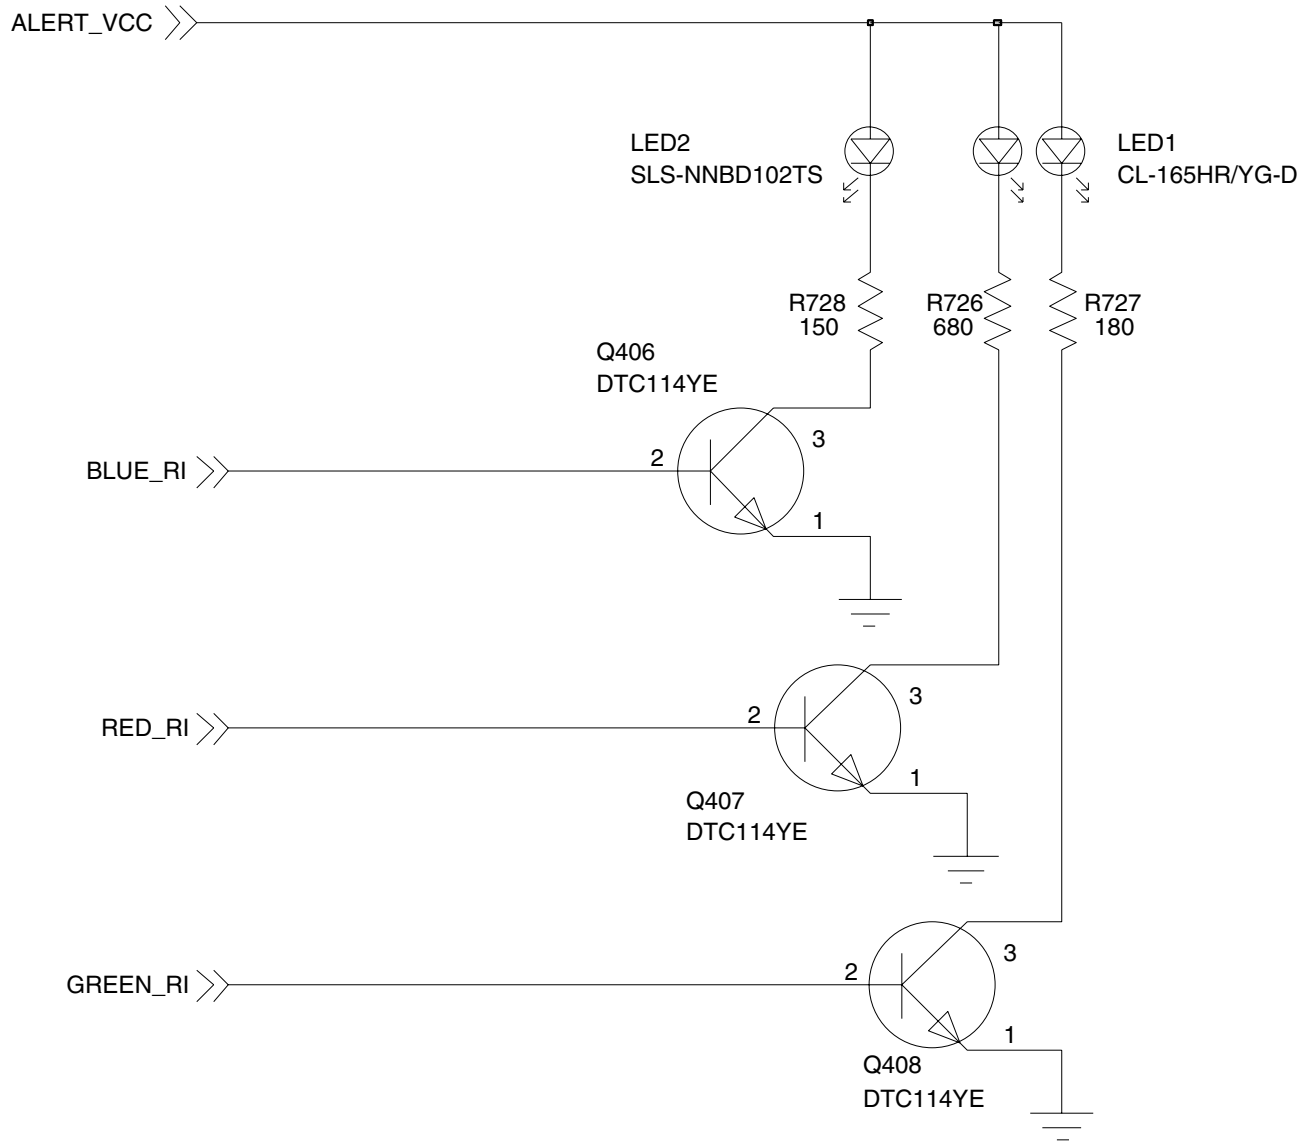 ALERT_VCC
LED2
SLS-NNBD102TS
LED1
CL-165HR/YG-D
R728
150
R726
680
R727
180
Q406
DTC114YE
3
2
BLUE_RI
1
3
2
RED_RI
1
Q407
DTC114YE
3
2
GREEN_RI
1
Q408
DTC114YE